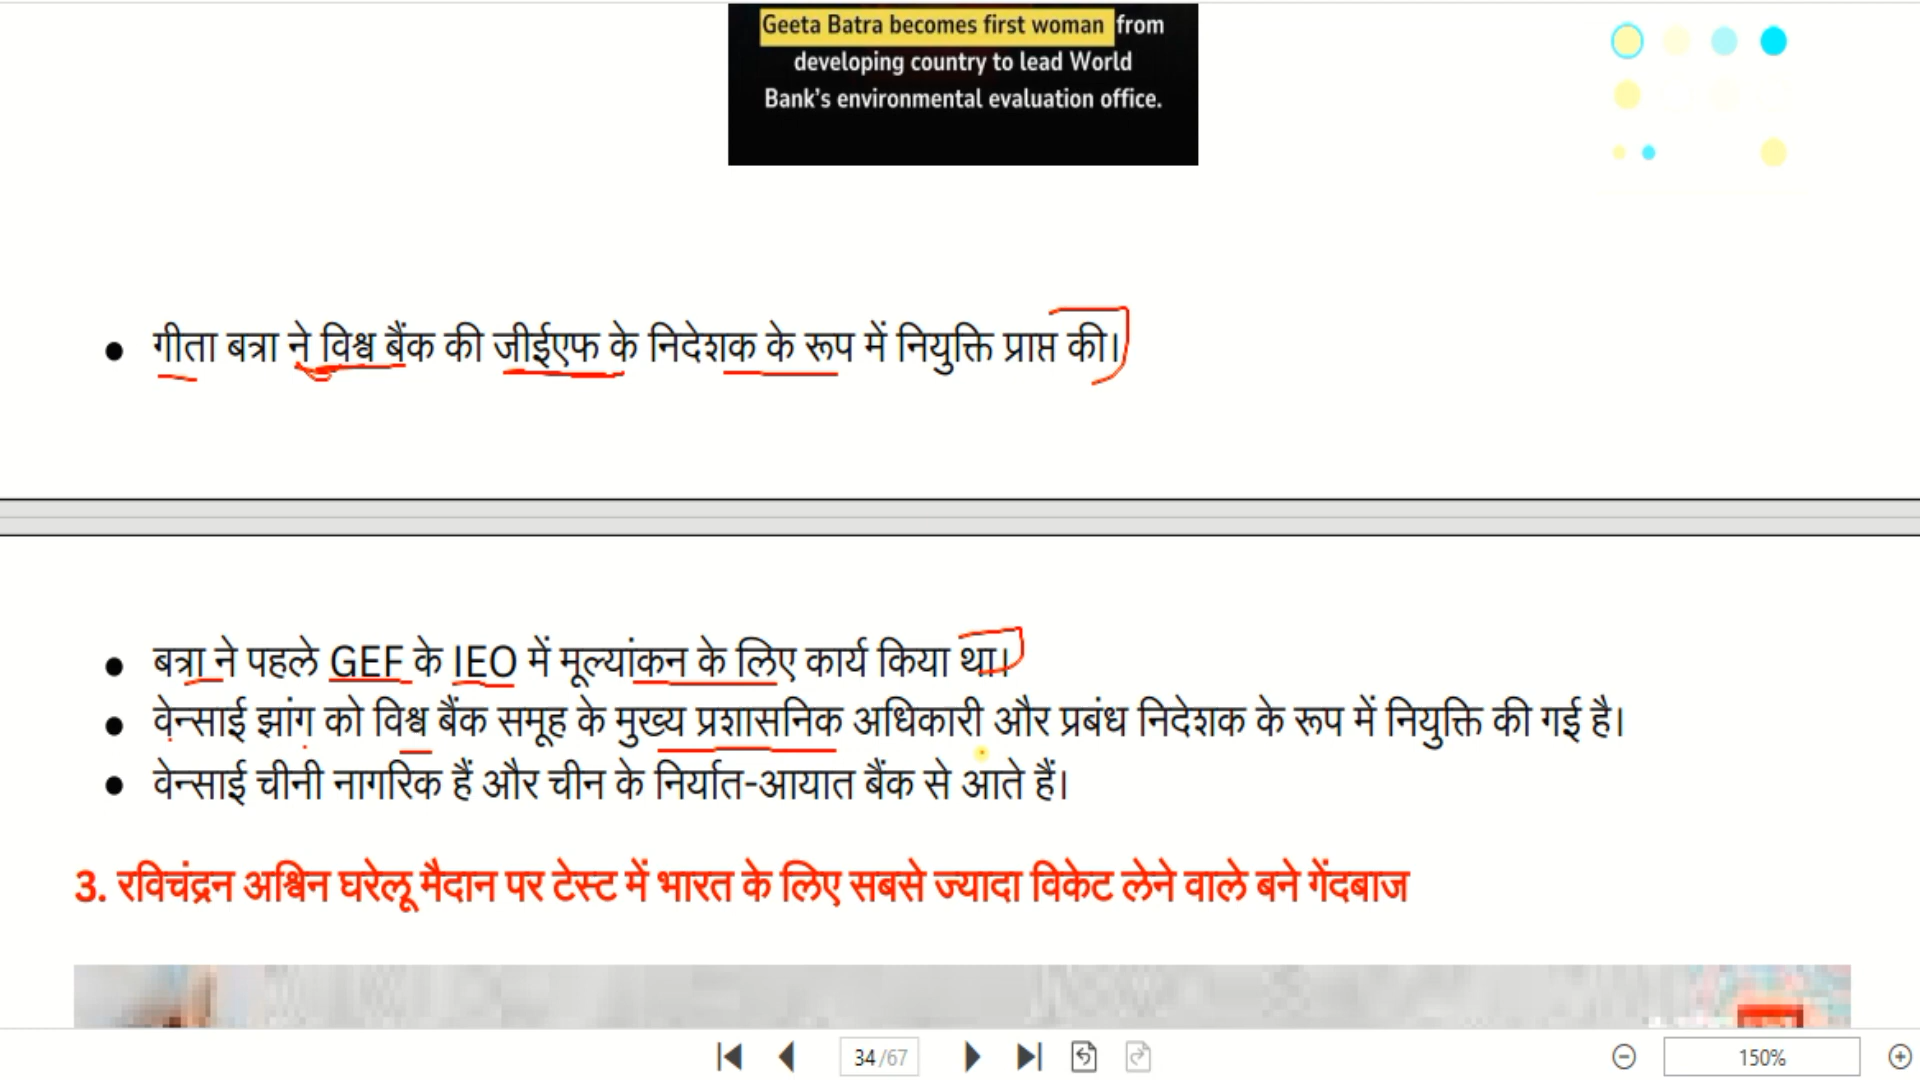 Geeta Batra becomes first woman from
developing country to lead World
Bank's environmental evaluation office.
● गीता बत्रा ने विश्व बैंक की जीईएफ के निदेशक के रूप में नियुक्ति प्राप्त की।
● बत्रा ने पहले GEF के IEO में मूल्यांकन के लिए कार्य किया था।
● वेन्साई झांग को विश्व बैंक समूह के मुख्य प्रशासनिक अधिकारी और प्रबंध निदेशक के रूप में नियुक्ति की गई है।
● वेन्साई चीनी नागरिक हैं और चीन के निर्यात-आयात बैंक से आते हैं।
3. रविचंद्रन अश्विन घरेलू मैदान पर टेस्ट में भारत के लिए सबसे ज्यादा विकेट लेने वाले बने गेंदबाज
34 /67
150%